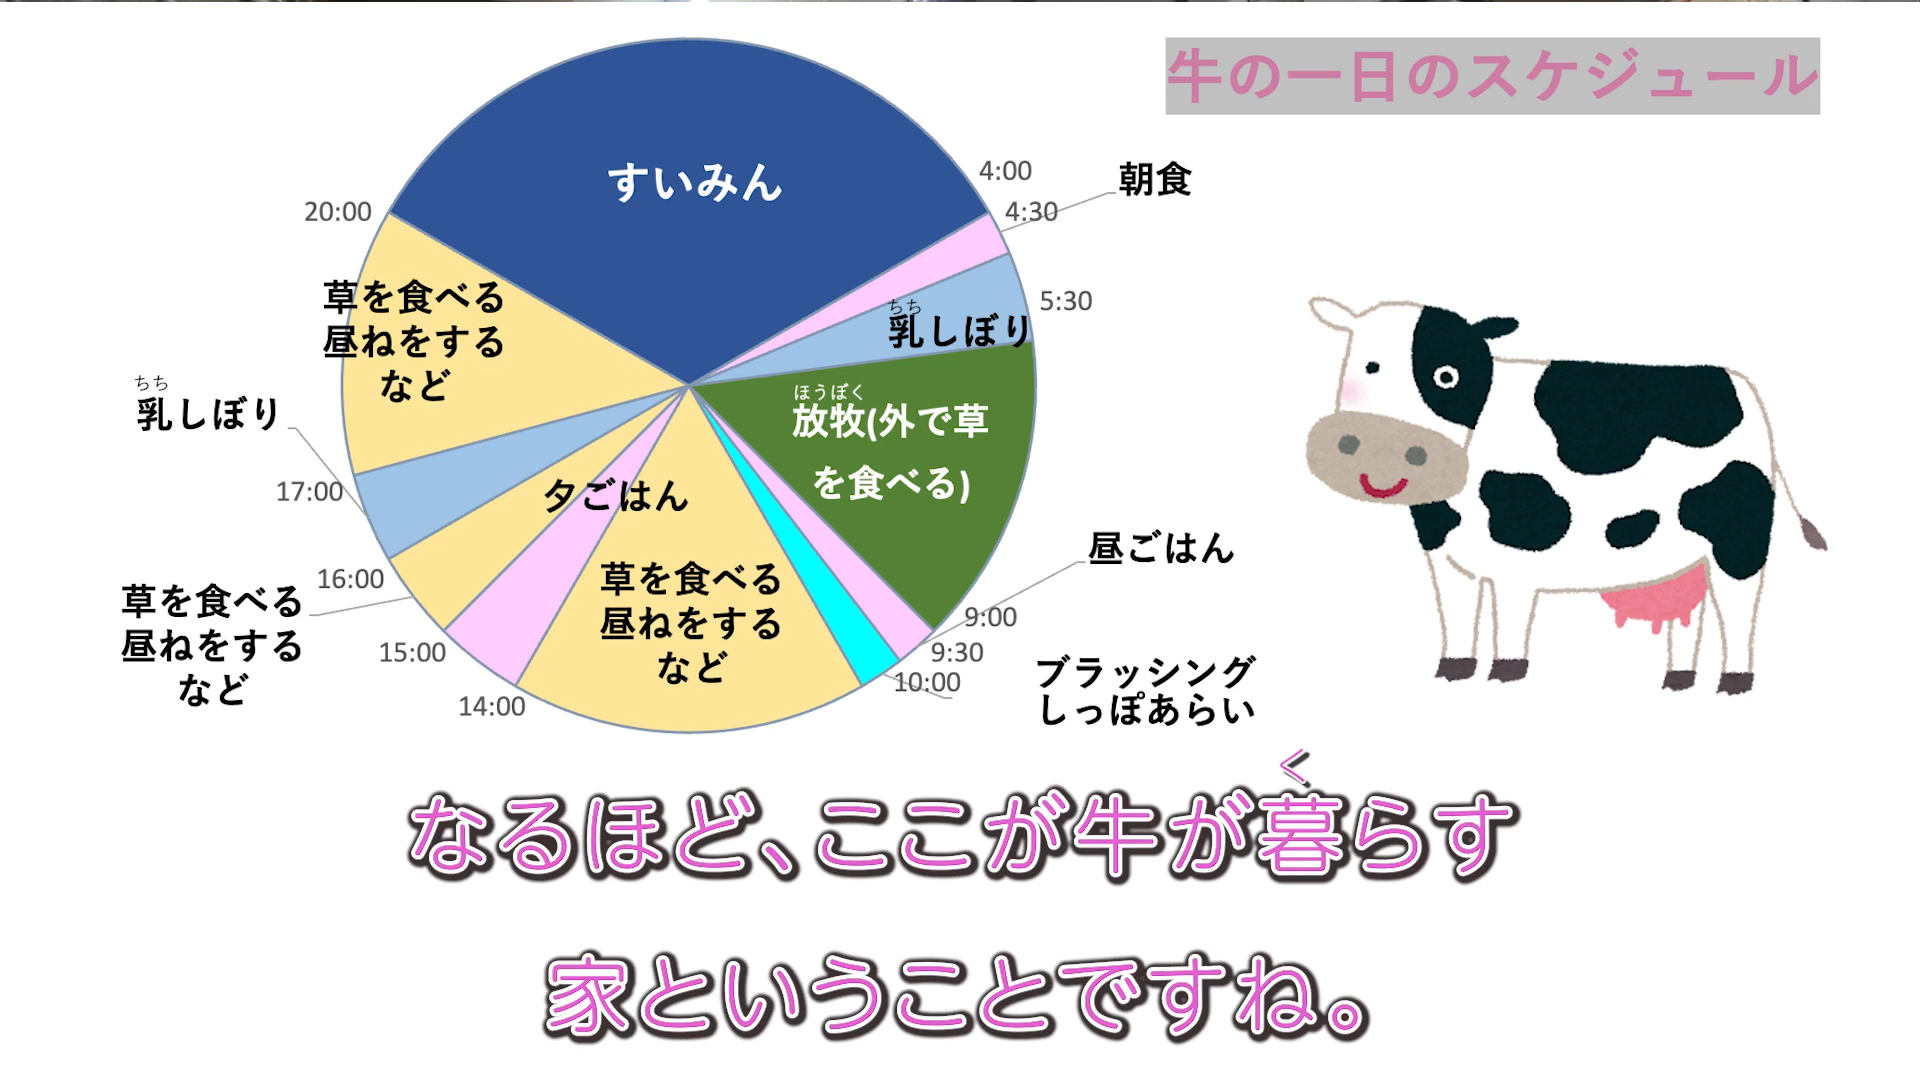 牛の一日のスケジュール
すいみん
4:00
朝食
4:30
5:30
ちち
乳しぼり
ほうぼく
放牧(外で草
を食べる)
昼ごはん
9:00
9:30
10:00
ブラッシング
しっぽあらい
草を食べる
昼ねをする
など
14:00
夕ごはん
15:00
草を食べる
昼ねをする
など
16:00
ちち
乳しぼり
17:00
草を食べる
昼ねをする
など
20:00
く
なるほど、ここが牛が暮らす
家ということですね。